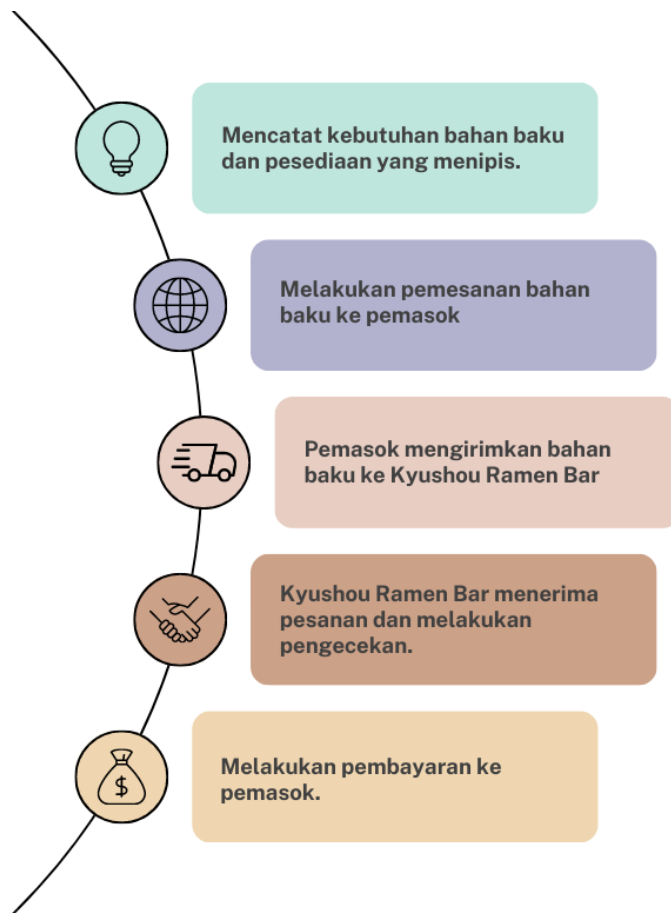 Mencatat kebutuhan bahan baku
dan pesediaan yang menipis.
Melakukan pemesanan bahan
baku ke pemasok
Pemasok mengirimkan bahan
baku ke Kyushou Ramen Bar
Kyushou Ramen Bar menerima
pesanan dan melakukan
pengecekan.
Melakukan pembayaran ke
pemasok.
$